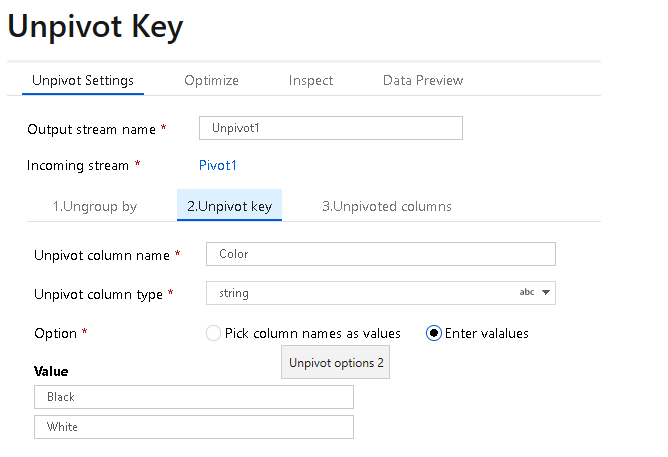 Unpivot Key
Unpivot Settings Optimize Inspect Data Preview
Output stream name * Unpivot1
Incoming stream * Pivot1
1.Ungroup by 2.Unpivot key 3.Unpivoted columns
Unpivot column name * Color
Unpivot column type * string abc
Option * Pick column names as values Enter valalues
Unpivot options 2
Value
Black
White